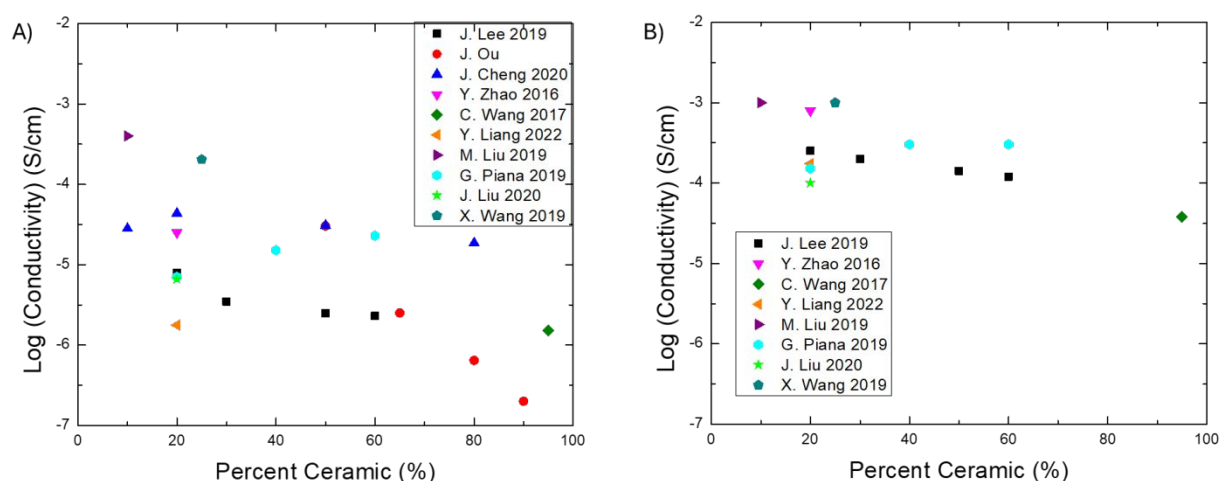 A)
Log (Conductivity) (S/cm)
-2
-3
-4
-5
-6
-7
0
20
40
60
80
100
Percent Ceramic (%)
J. Lee 2019
J. Ou
J. Cheng 2020
Y. Zhao 2016
C. Wang 2017
Y. Liang 2022
M. Liu 2019
G. Piana 2019
J. Liu 2020
X. Wang 2019
B)
Log (Conductivity) (S/cm)
-2
-3
-4
-5
-6
-7
0
20
40
60
80
100
Percent Ceramic (%)
J. Lee 2019
Y. Zhao 2016
C. Wang 2017
Y. Liang 2022
M. Liu 2019
G. Piana 2019
J. Liu 2020
X. Wang 2019